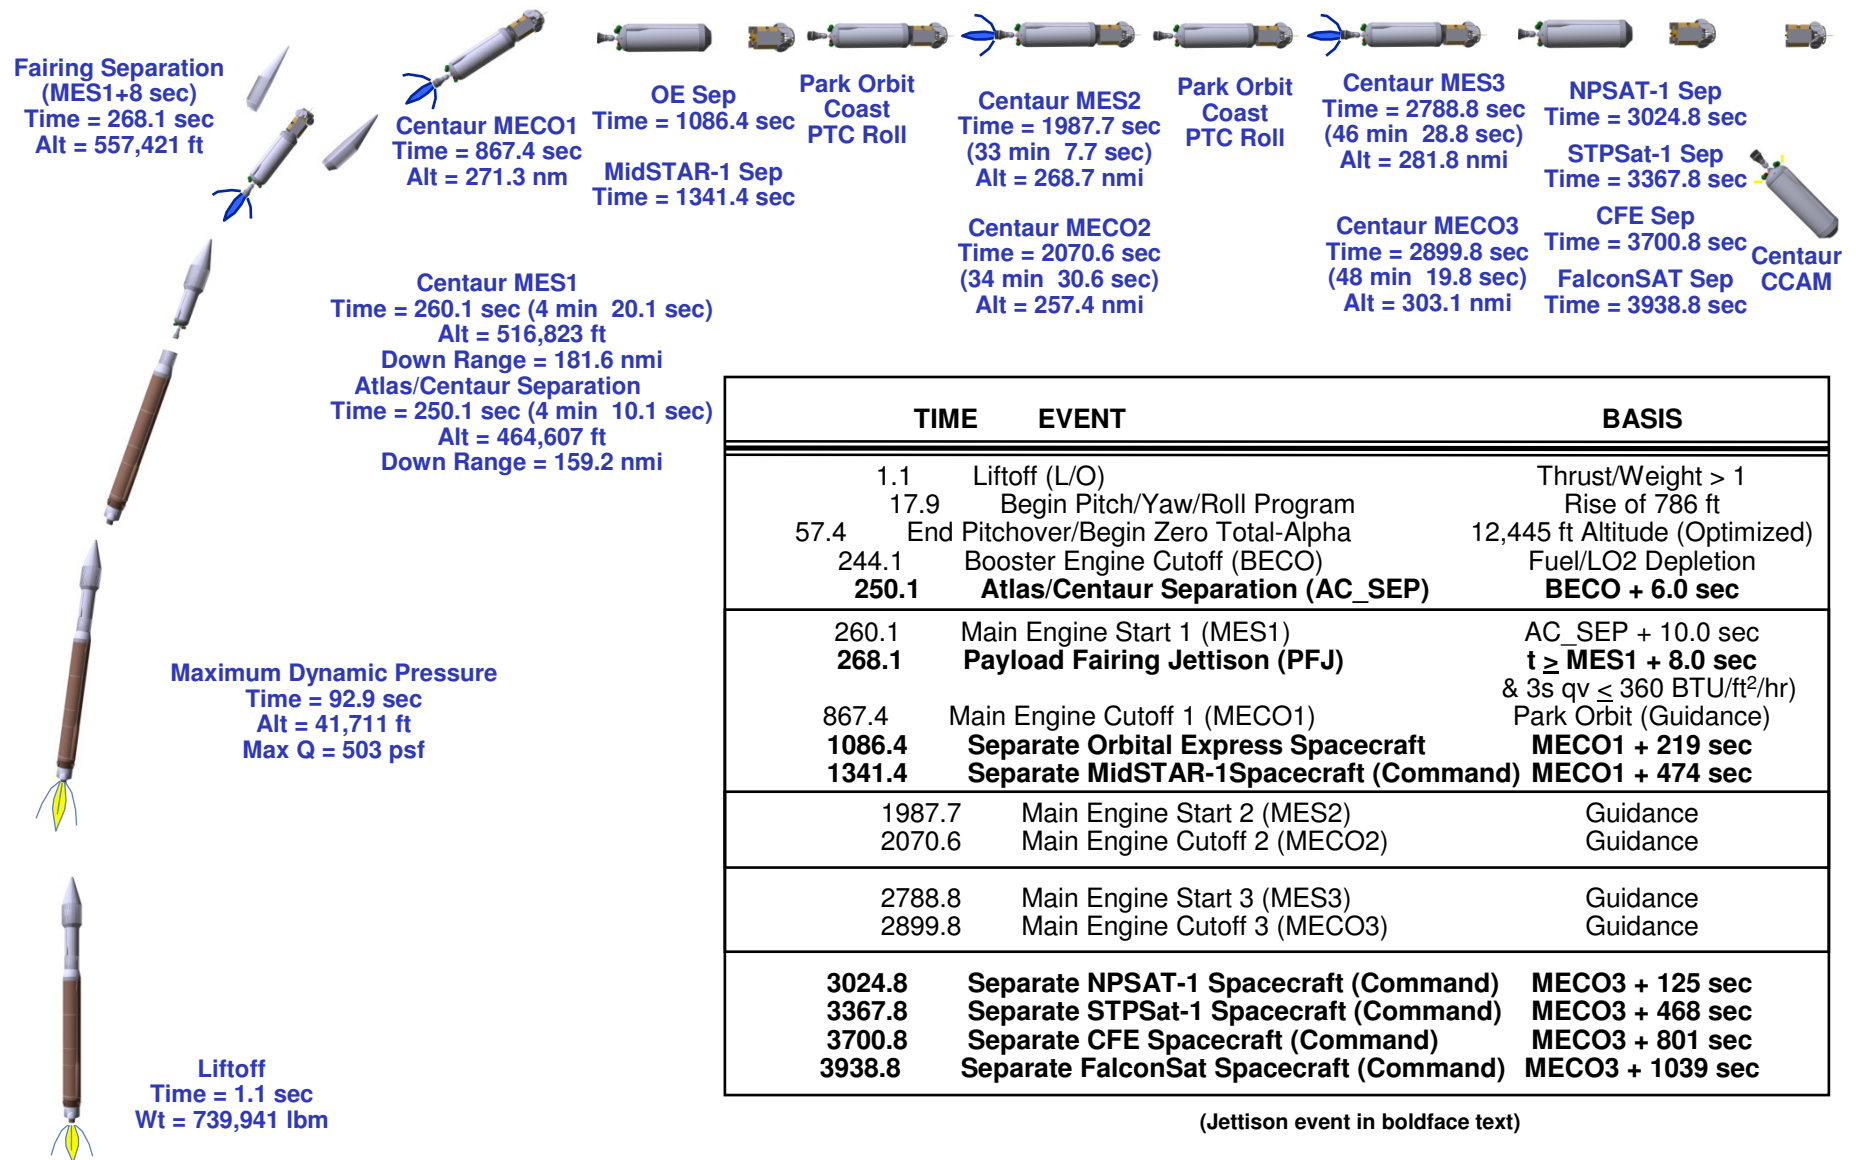 Fairing Separation
(MES1+8 sec)
Time = 268.1 sec
Alt = 557,421 ft
Centaur MECO1
Time = 867.4 sec
Alt = 271.3 nm
OE Sep
Time = 1086.4 sec
MidSTAR-1 Sep
Time = 1341.4 sec
Park Orbit
Coast
PTC Roll
Centaur MES2
Time = 1987.7 sec
(33 min 7.7 sec)
Alt = 268.7 nmi
Centaur MECO2
Time = 2070.6 sec
(34 min 30.6 sec)
Alt = 257.4 nmi
Park Orbit
Coast
PTC Roll
Centaur MES3
Time = 2788.8 sec
(46 min 28.8 sec)
Alt = 281.8 nmi
Centaur MECO3
Time = 2899.8 sec
(48 min 19.8 sec)
Alt = 303.1 nmi
NPSAT-1 Sep
Time = 3024.8 sec
STPSat-1 Sep
Time = 3367.8 sec
CFE Sep
Time = 3700.8 sec
FalconSAT Sep
Time = 3938.8 sec
Centaur
CCAM
Centaur MES1
Time = 260.1 sec (4 min 20.1 sec)
Alt = 516,823 ft
Down Range = 181.6 nmi
Atlas/Centaur Separation
Time = 250.1 sec (4 min 10.1 sec)
Alt = 464,607 ft
Down Range = 159.2 nmi
Maximum Dynamic Pressure
Time = 92.9 sec
Alt = 41,711 ft
Max Q = 503 psf
Liftoff
Time = 1.1 sec
Wt = 739,941 lbm
TIME EVENT BASIS
1.1 Liftoff (L/O) Thrust/Weight > 1
17.9 Begin Pitch/Yaw/Roll Program Rise of 786 ft
57.4 End Pitchover/Begin Zero Total-Alpha 12,445 ft Altitude (Optimized)
244.1 Booster Engine Cutoff (BECO) Fuel/LO2 Depletion
250.1 Atlas/Centaur Separation (AC_SEP) BECO + 6.0 sec
260.1 Main Engine Start 1 (MES1) AC_SEP + 10.0 sec
268.1 Payload Fairing Jettison (PFJ) t ≥ MES1 + 8.0 sec
& 3s qv ≤ 360 BTU/ft²/hr)
867.4 Main Engine Cutoff 1 (MECO1) Park Orbit (Guidance)
1086.4 Separate Orbital Express Spacecraft MECO1 + 219 sec
1341.4 Separate MidSTAR-1Spacecraft (Command) MECO1 + 474 sec
1987.7 Main Engine Start 2 (MES2) Guidance
2070.6 Main Engine Cutoff 2 (MECO2) Guidance
2788.8 Main Engine Start 3 (MES3) Guidance
2899.8 Main Engine Cutoff 3 (MECO3) Guidance
3024.8 Separate NPSAT-1 Spacecraft (Command) MECO3 + 125 sec
3367.8 Separate STPSat-1 Spacecraft (Command) MECO3 + 468 sec
3700.8 Separate CFE Spacecraft (Command) MECO3 + 801 sec
3938.8 Separate FalconSat Spacecraft (Command) MECO3 + 1039 sec
(Jettison event in boldface text)